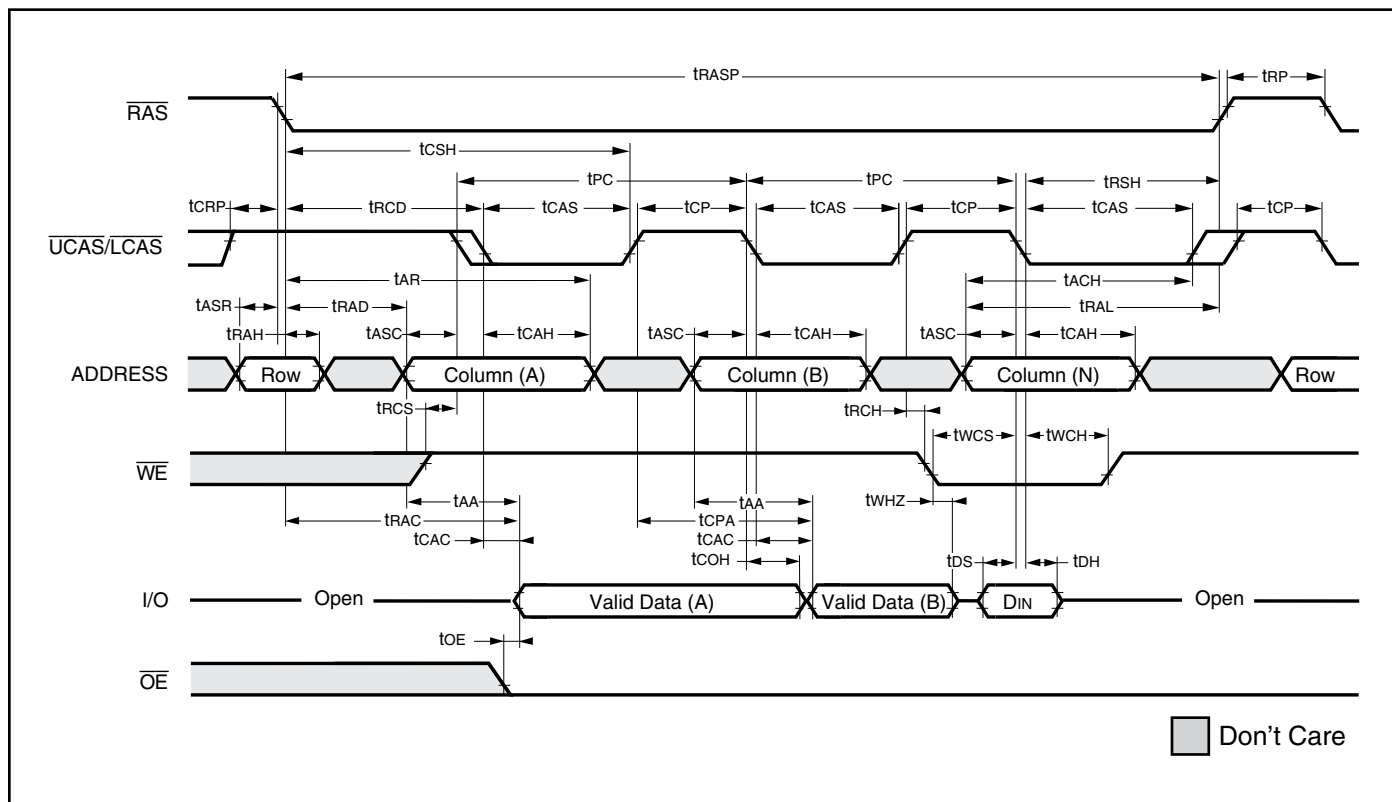 tRASP
tRP
RAS
tCSH
tPC
tPC
tRSH
tCRP
tRCD
tCAS
tCP
tCAS
tCP
tCAS
tCP
UCAS/LCAS
tAR
tACH
tASR
tRAD
tRAL
tRAH
tASC
tCAH
tASC
tCAH
tASC
tCAH
ADDRESS
Row
Column (A)
Column (B)
Column (N)
Row
tRCS
tRCH
tWCS
tWCH
WE
tAA
tAA
tWHZ
tRAC
tCPA
tCAC
tCAC
tCOH
tDS
tDH
I/O
Open
Valid Data (A)
Valid Data (B)
DIN
Open
tOE
OE
Don't Care